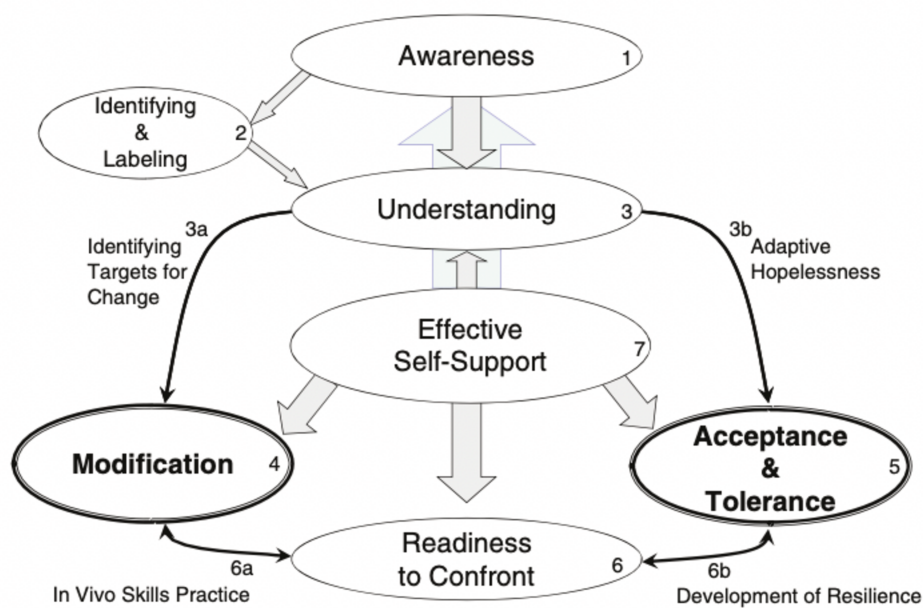 Awareness 1
Identifying
&
Labeling
2
Understanding 3
3a
Identifying
Targets for
Change
3b
Adaptive
Hopelessness
Effective
Self-Support
7
Modification 4
Acceptance
&
Tolerance
5
Readiness
to Confront
6
6a
In Vivo Skills Practice
6b
Development of Resilience